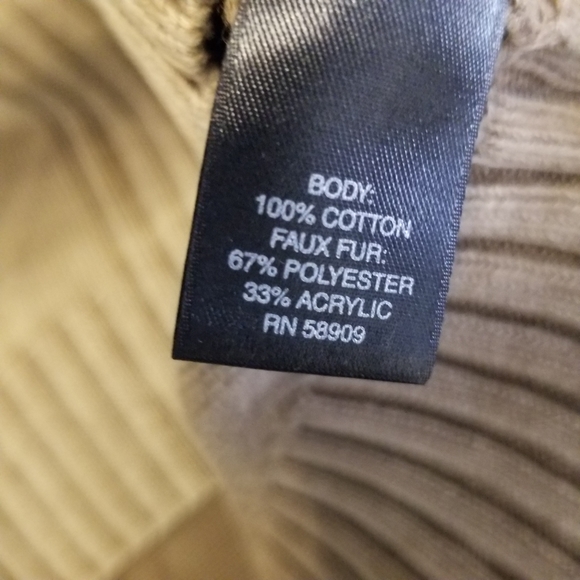 BODY:
100% COTTON
FAUX FUR:
67% POLYESTER
33% ACRYLIC
RN 58909